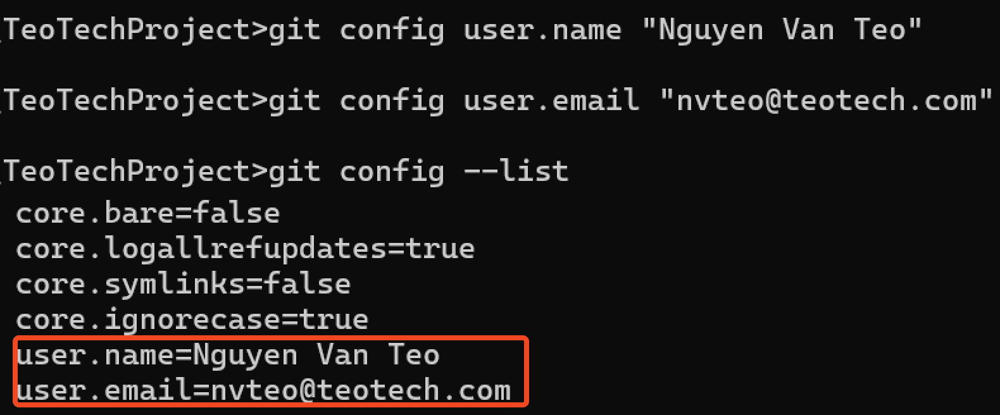 TeoTechProject>git config user.name "Nguyen Van Teo"
TeoTechProject>git config user.email "nvteo@teotech.com"
TeoTechProject>git config --list
core.bare=false
core.logallrefupdates=true
core.symlinks=false
core.ignorecase=true
user.name=Nguyen Van Teo
user.email=nvteo@teotech.com